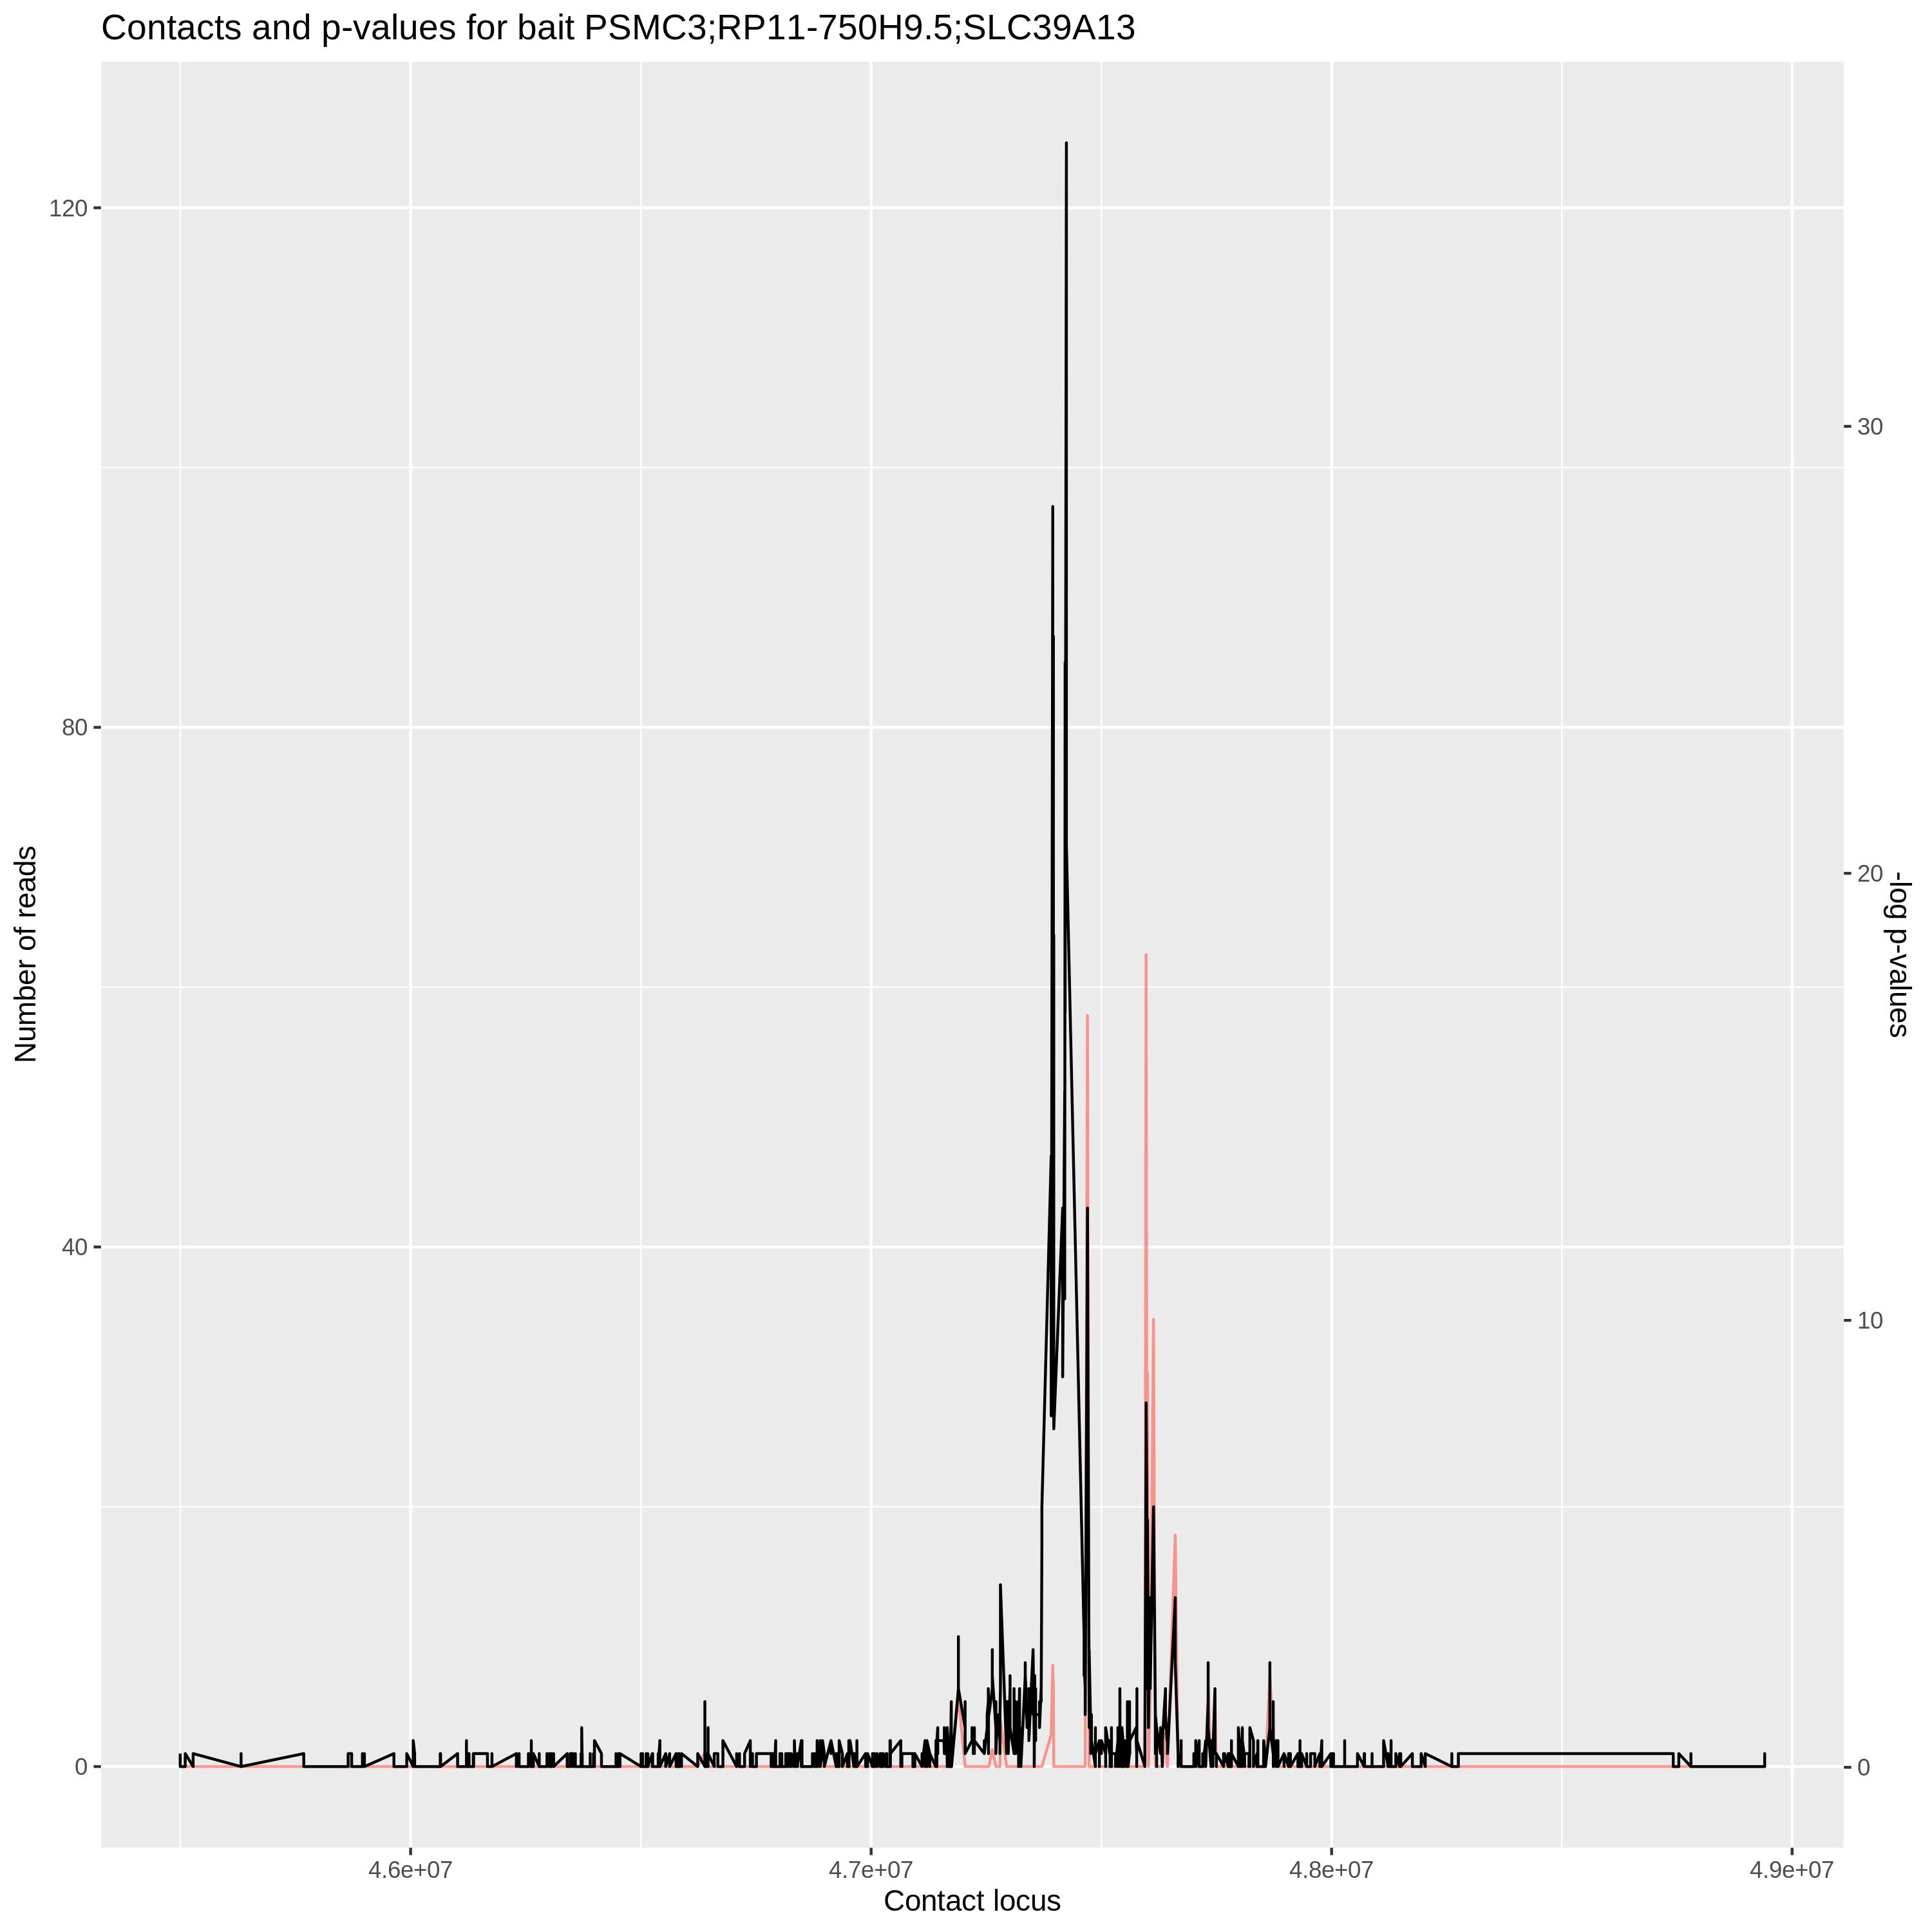 Contacts and p-values for bait PSMC3;RP11-750H9.5;SLC39A13
120
80
40
0
Number of reads
30
20
10
0
-log p-values
4.6e+07
4.7e+07
4.8e+07
4.9e+07
Contact locus